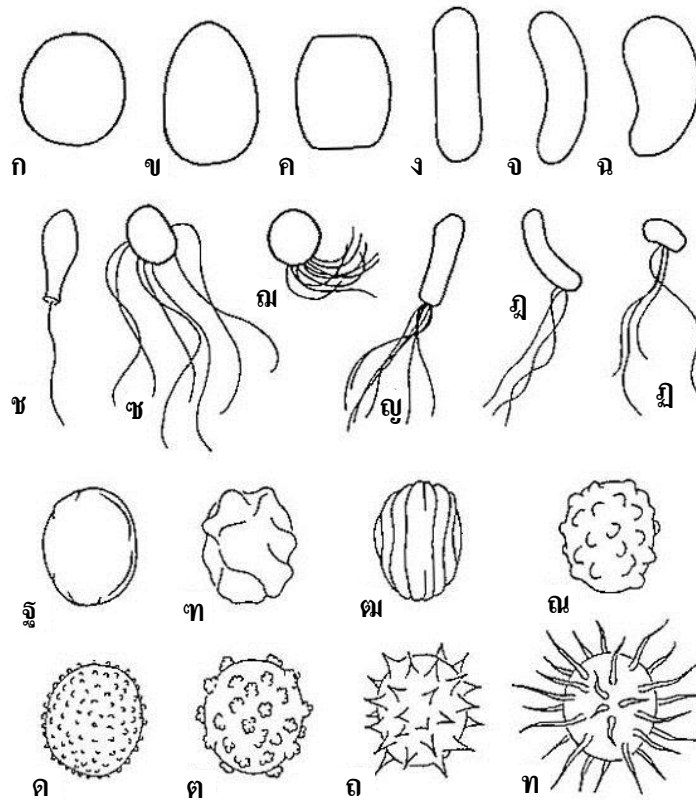 ก ข ค ง จ ฉ
ช ซ ฌ ญ ฎ ฏ
ฐ ฑ ฒ ณ
ด ต ถ ท